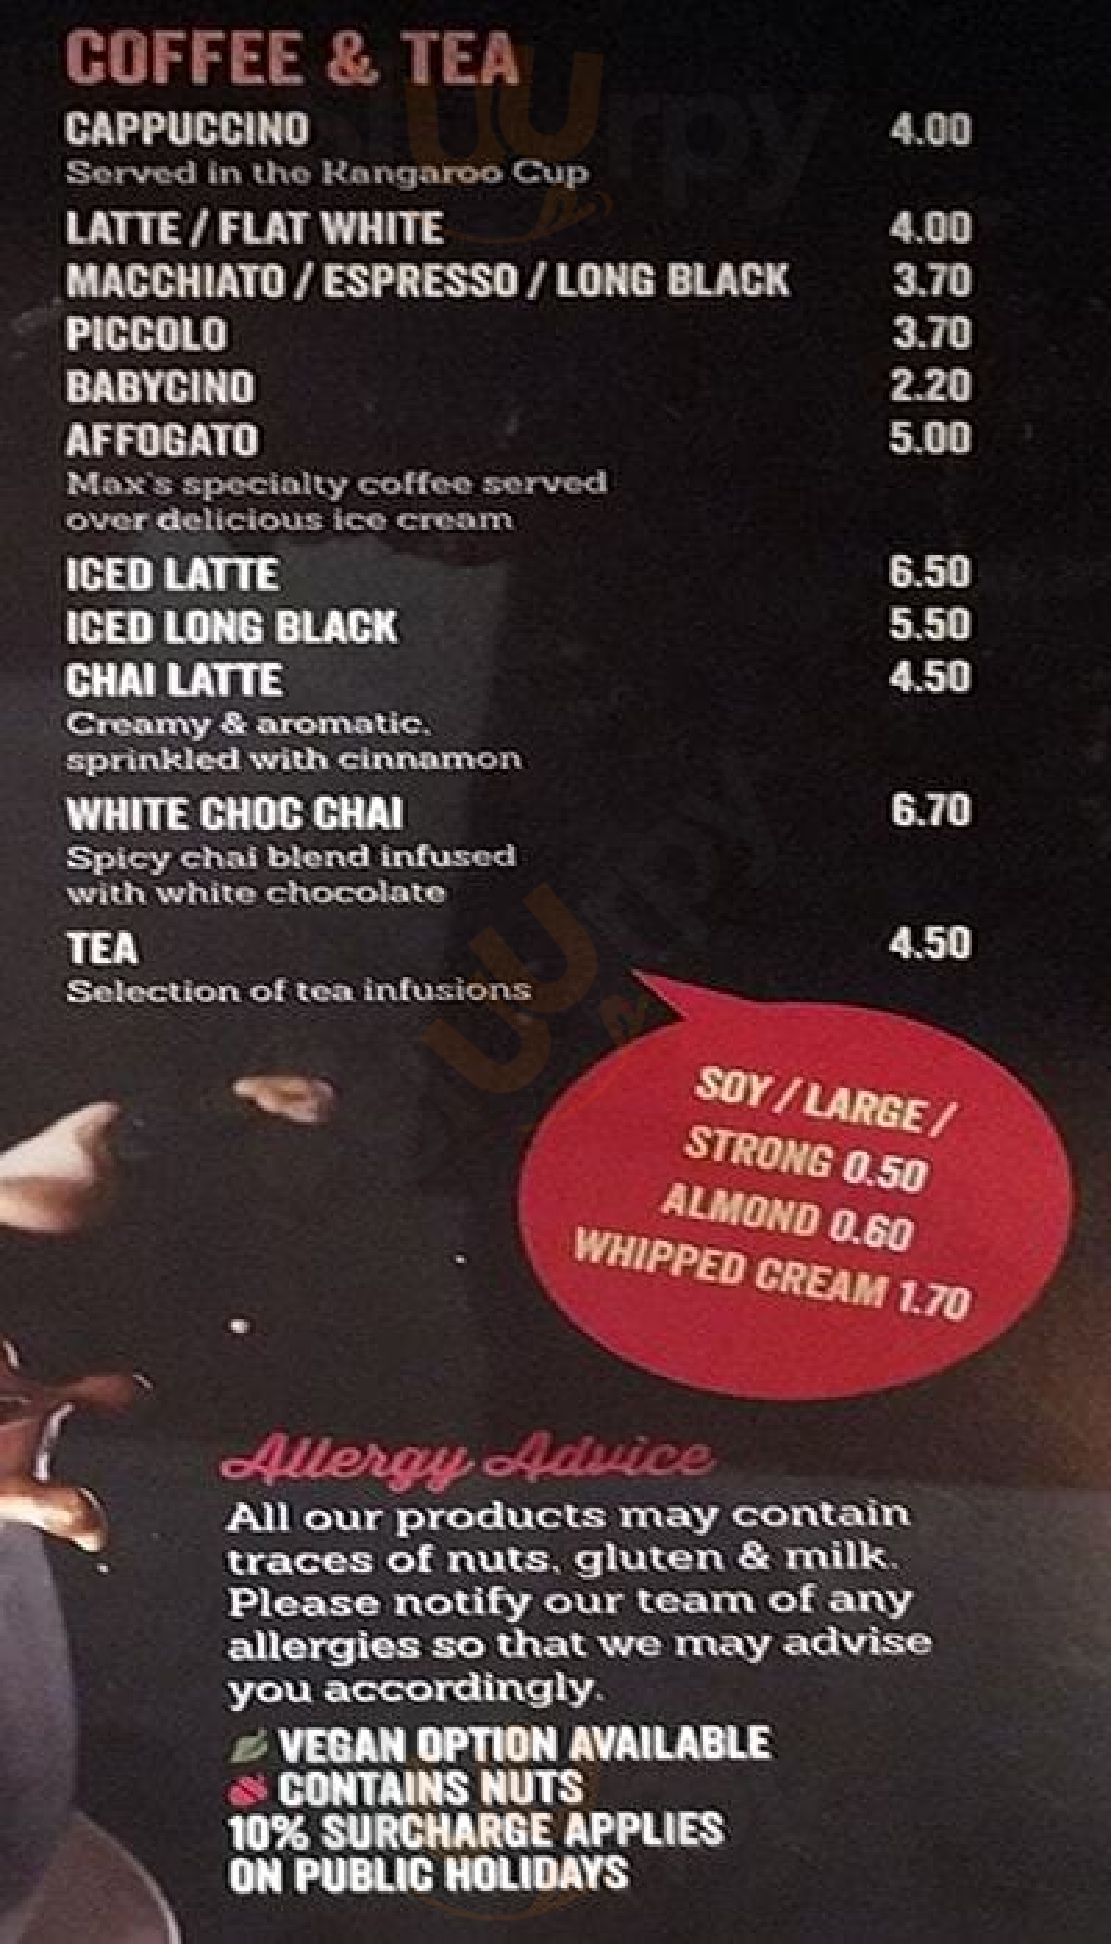 COFFEE & TEA
CAPPUCCINO 4.00
Served in the Kangaroo Cup
LATTE / FLAT WHITE 4.00
MACCHIATO / ESPRESSO / LONG BLACK 3.70
PICCOLO 3.70
BABYCINO 2.20
AFFOGATO 5.00
Max's specialty coffee served
over delicious ice cream
ICED LATTE 6.50
ICED LONG BLACK 5.50
CHAI LATTE 4.50
Creamy & aromatic,
sprinkled with cinnamon
WHITE CHOC CHAI 6.70
Spicy chai blend infused
with white chocolate
TEA 4.50
Selection of tea infusions
SOY / LARGE /
STRONG 0.50
ALMOND 0.60
WHIPPED CREAM 1.70
Allergy Advice
All our products may contain
traces of nuts, gluten & milk.
Please notify our team of any
allergies so that we may advise
you accordingly.
VEGAN OPTION AVAILABLE
CONTAINS NUTS
10% SURCHARGE APPLIES
ON PUBLIC HOLIDAYS